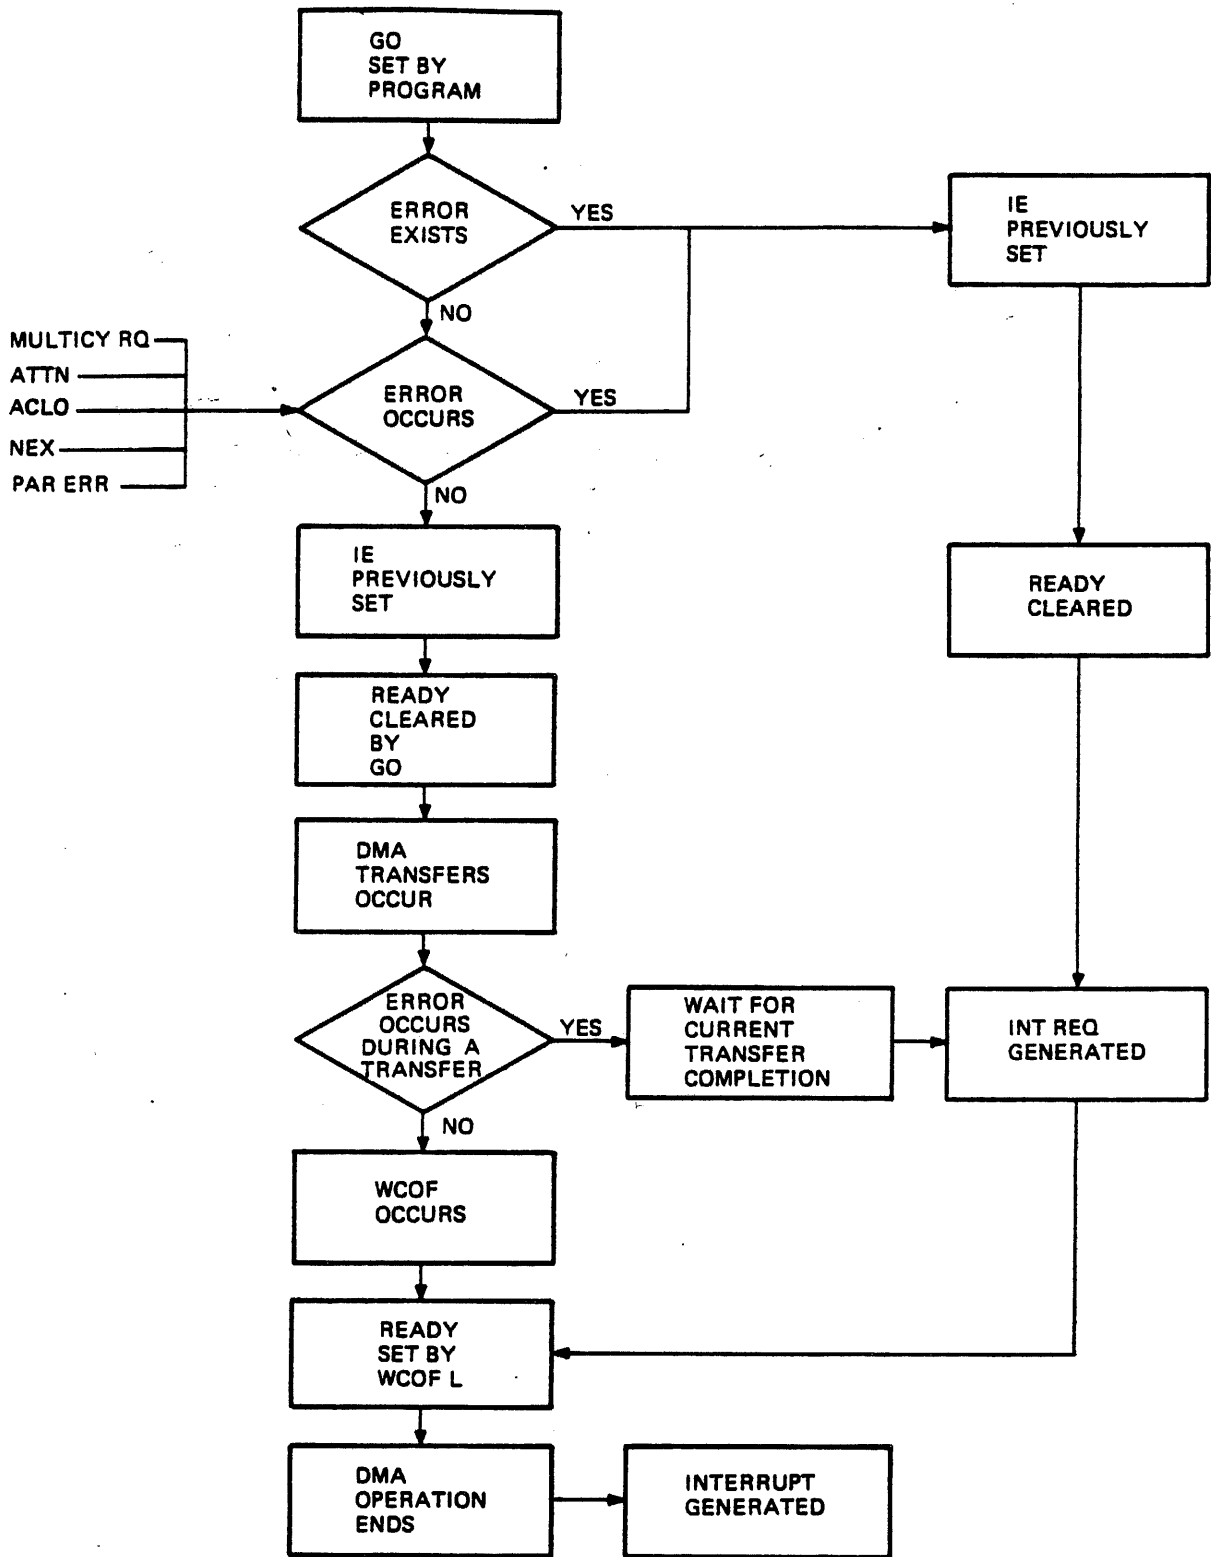 GO
SET BY
PROGRAM
ERROR
EXISTS
YES
IE
PREVIOUSLY
SET
NO
MULTICY RQ
ATTN
ACLO
NEX
PAR ERR
ERROR
OCCURS
YES
NO
IE
PREVIOUSLY
SET
READY
CLEARED
READY
CLEARED
BY
GO
DMA
TRANSFERS
OCCUR
ERROR
OCCURS
DURING A
TRANSFER
YES
WAIT FOR
CURRENT
TRANSFER
COMPLETION
INT REQ
GENERATED
NO
WCOF
OCCURS
READY
SET BY
WCOF L
DMA
OPERATION
ENDS
INTERRUPT
GENERATED